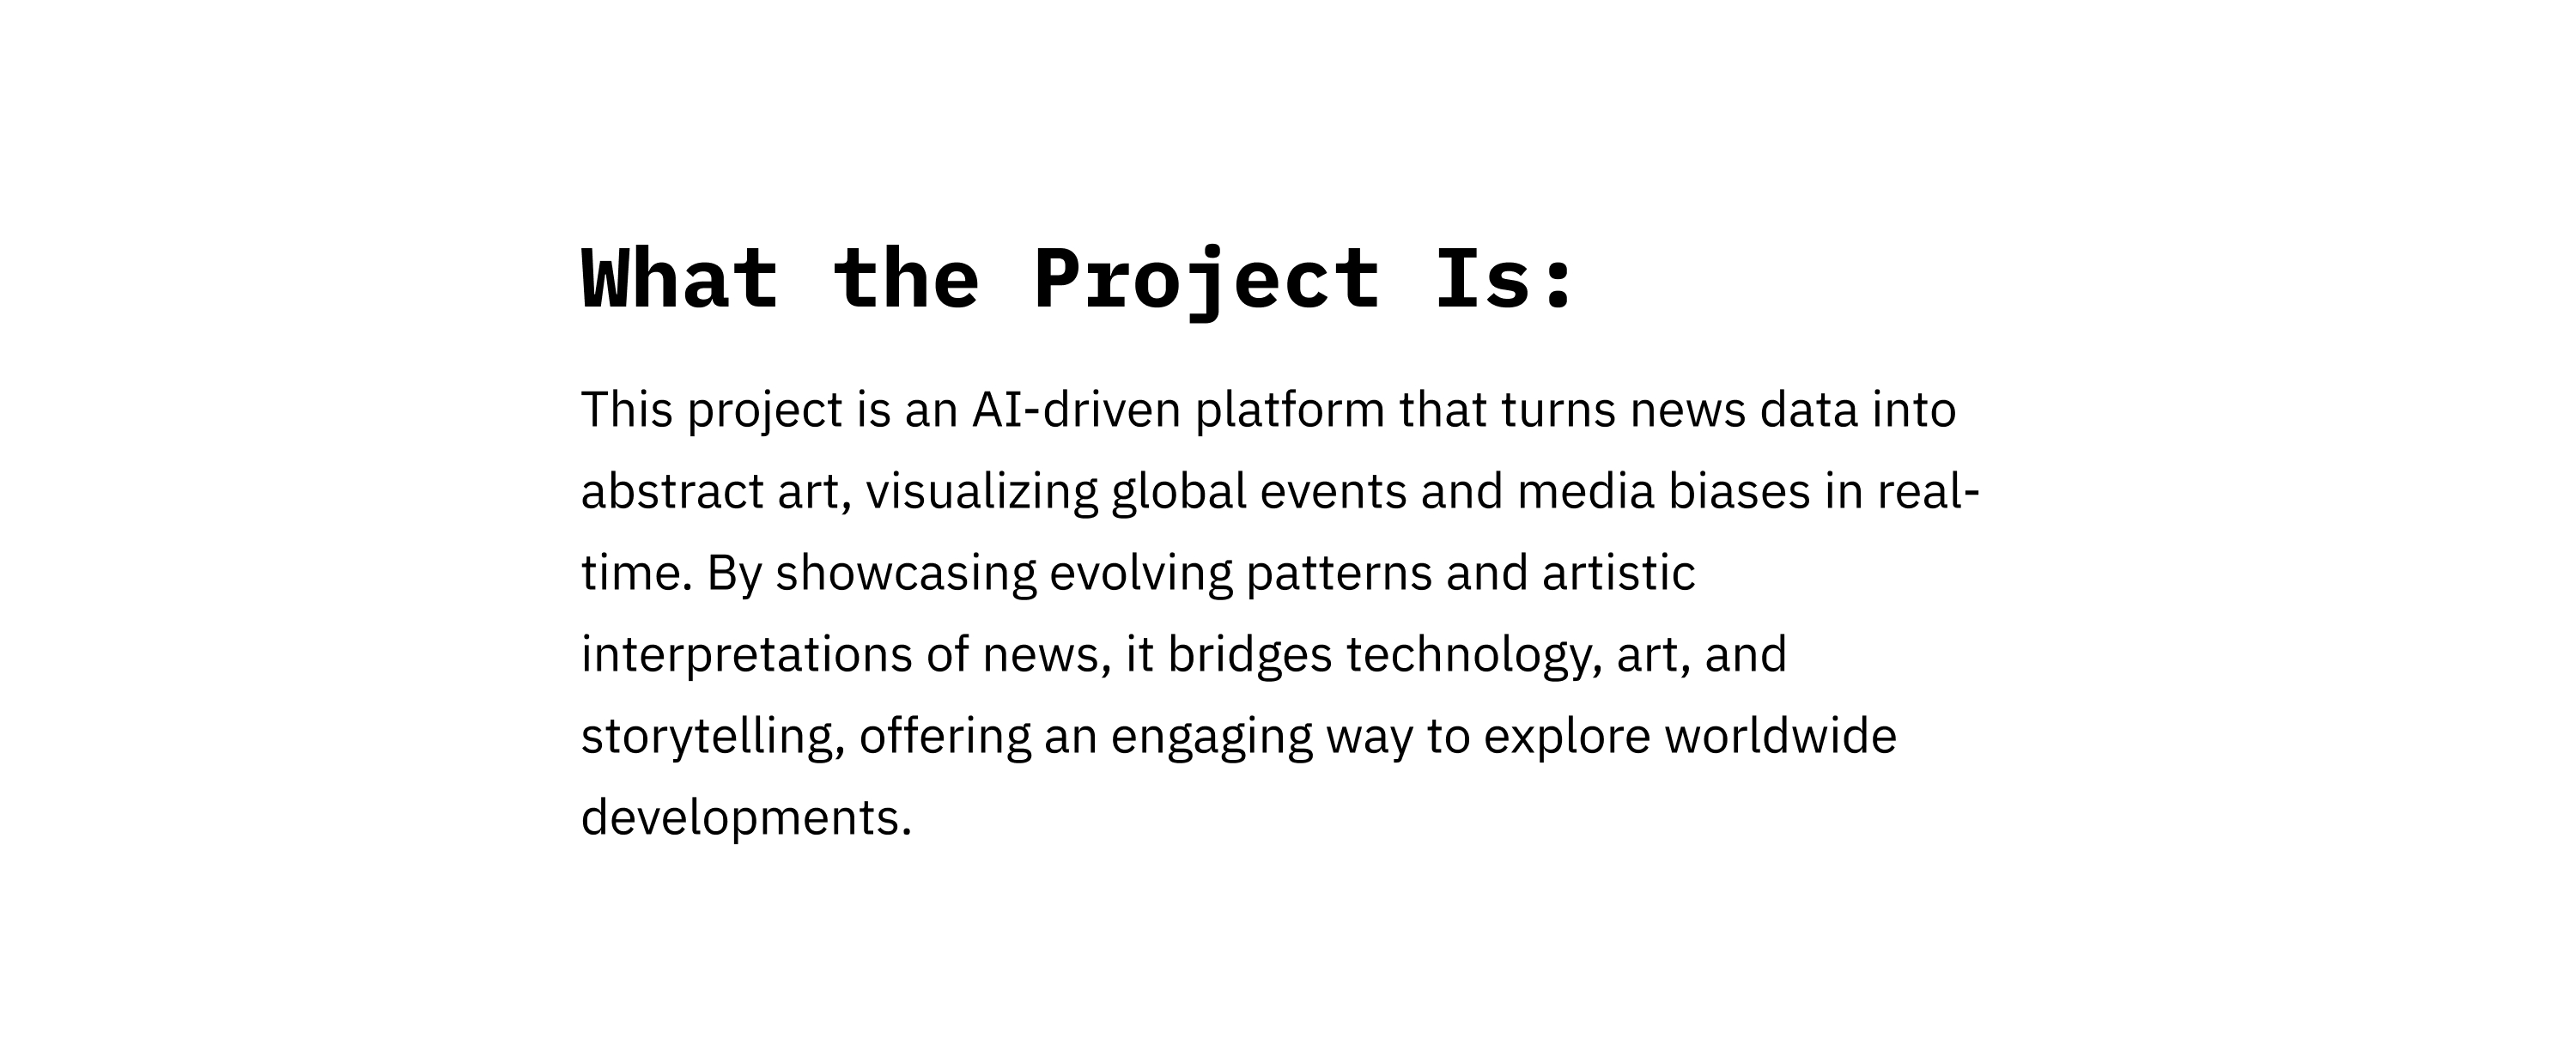 What the Project Is:
This project is an AI-driven platform that turns news data into
abstract art, visualizing global events and media biases in real-
time. By showcasing evolving patterns and artistic
interpretations of news, it bridges technology, art, and
storytelling, offering an engaging way to explore worldwide
developments.